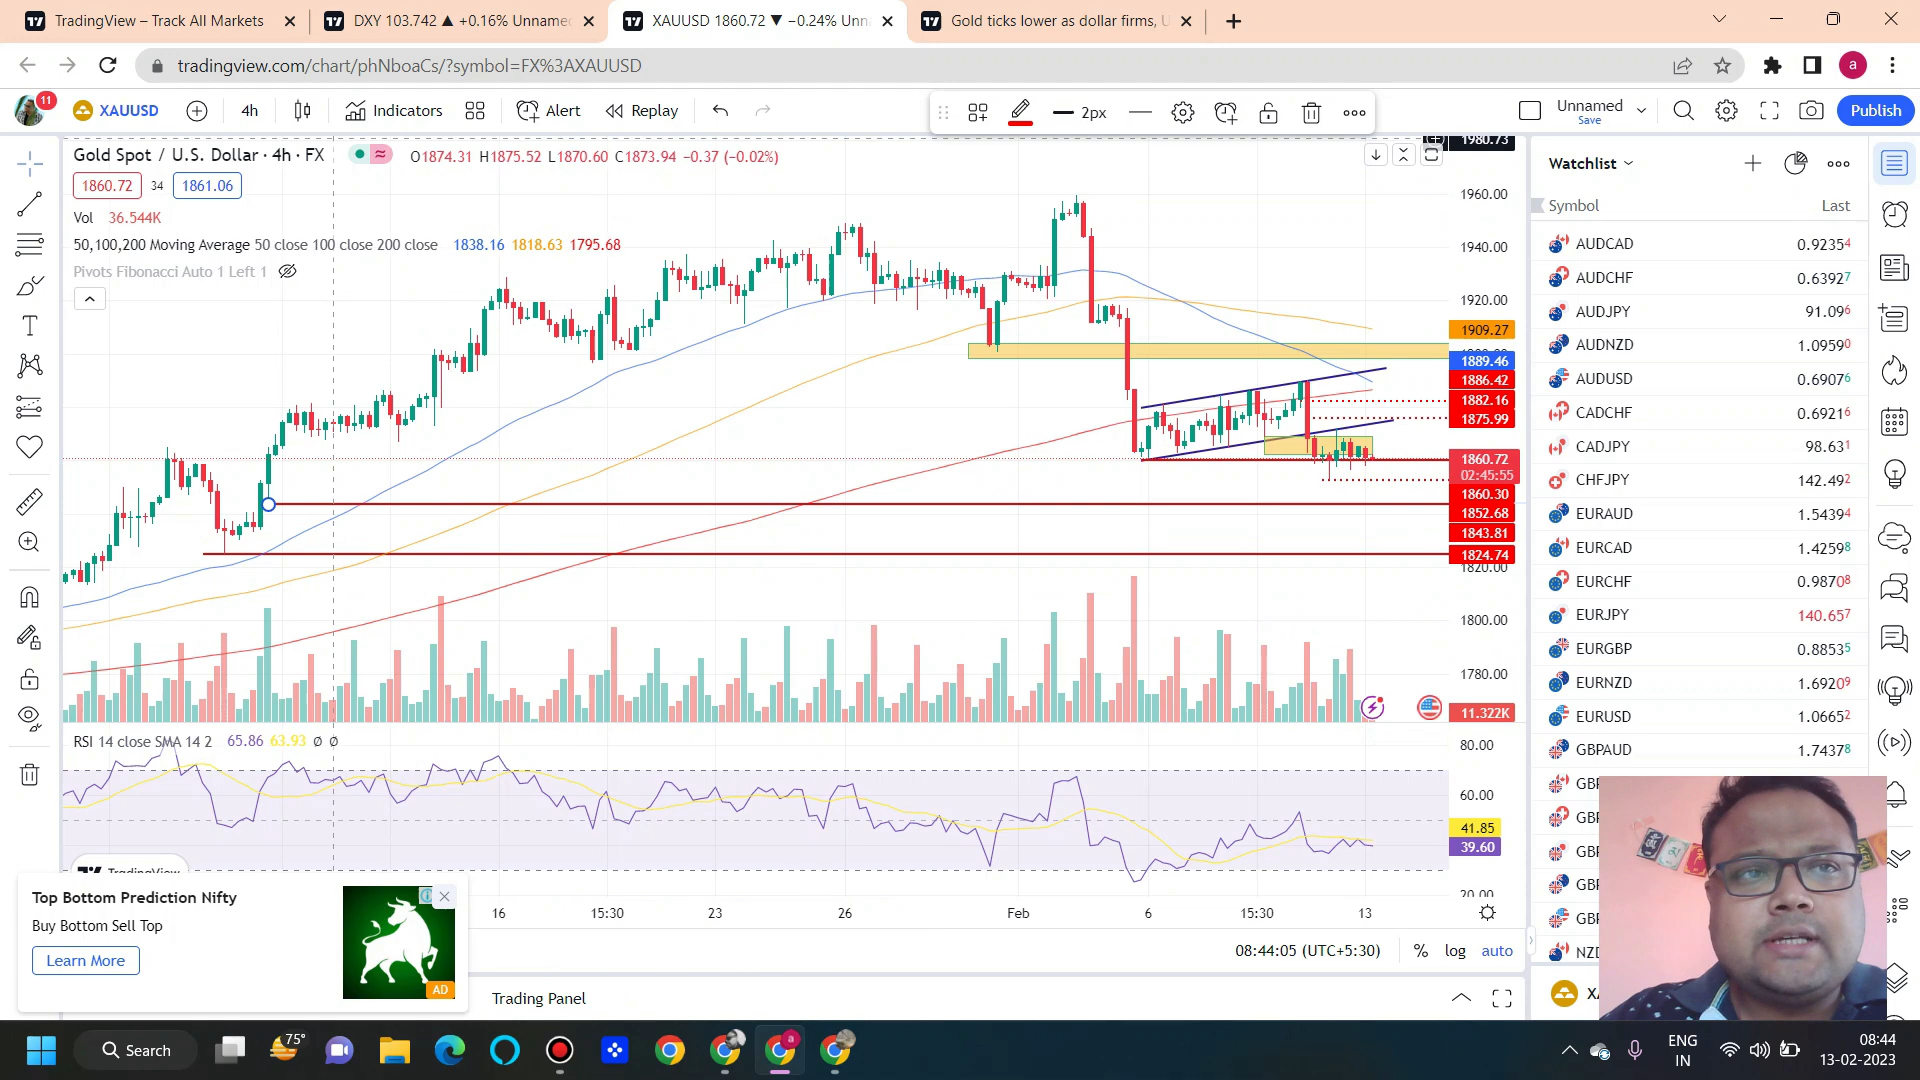 TradingView – Track All Markets
DXY 103.742 ▲ +0.16% Unname
XAUUSD 1860.72 ▼ −0.24% Unn
Gold ticks lower as dollar firms, U
tradingview.com/chart/phNboaCs/?symbol=FX%3AXAUUSD
a
11
XAUUSD
4h
Indicators
Alert
Replay
2px
Unnamed
Save
Publish
Gold Spot / U.S. Dollar · 4h · FX
O1874.31 H1875.52 L1870.60 C1873.94 −0.37 (−0.02%)
1860.72 34 1861.06
Vol 36.544K
50,100,200 Moving Average 50 close 100 close 200 close 1838.16 1818.63 1795.68
Pivots Fibonacci Auto 1 Left 1
1980.73
1960.00
1940.00
1920.00
1909.27
1889.46
1886.42
1882.16
1875.99
1860.72
02:45:55
1860.30
1852.68
1843.81
1824.74
1820.00
1800.00
1780.00
11.322K
RSI 14 close SMA 14 2 65.86 63.93 Ø Ø
80.00
60.00
41.85
39.60
20.00
TradingView
16 15:30 23 26 Feb 6 15:30 13
08:44:05 (UTC+5:30) % log auto
Trading Panel
Top Bottom Prediction Nifty
Buy Bottom Sell Top
Learn More
AD
Watchlist
Symbol Last
AUDCAD 0.92354
AUDCHF 0.63927
AUDJPY 91.096
AUDNZD 1.09590
AUDUSD 0.69076
CADCHF 0.69216
CADJPY 98.631
CHFJPY 142.492
EURAUD 1.54394
EURCAD 1.42598
EURCHF 0.98708
EURJPY 140.657
EURGBP 0.88535
EURNZD 1.69209
EURUSD 1.06652
GBPAUD 1.74378
GB
GB
GB
GB
GB
NZ
X
Search
75°
a
ENG
IN
08:44
13-02-2023